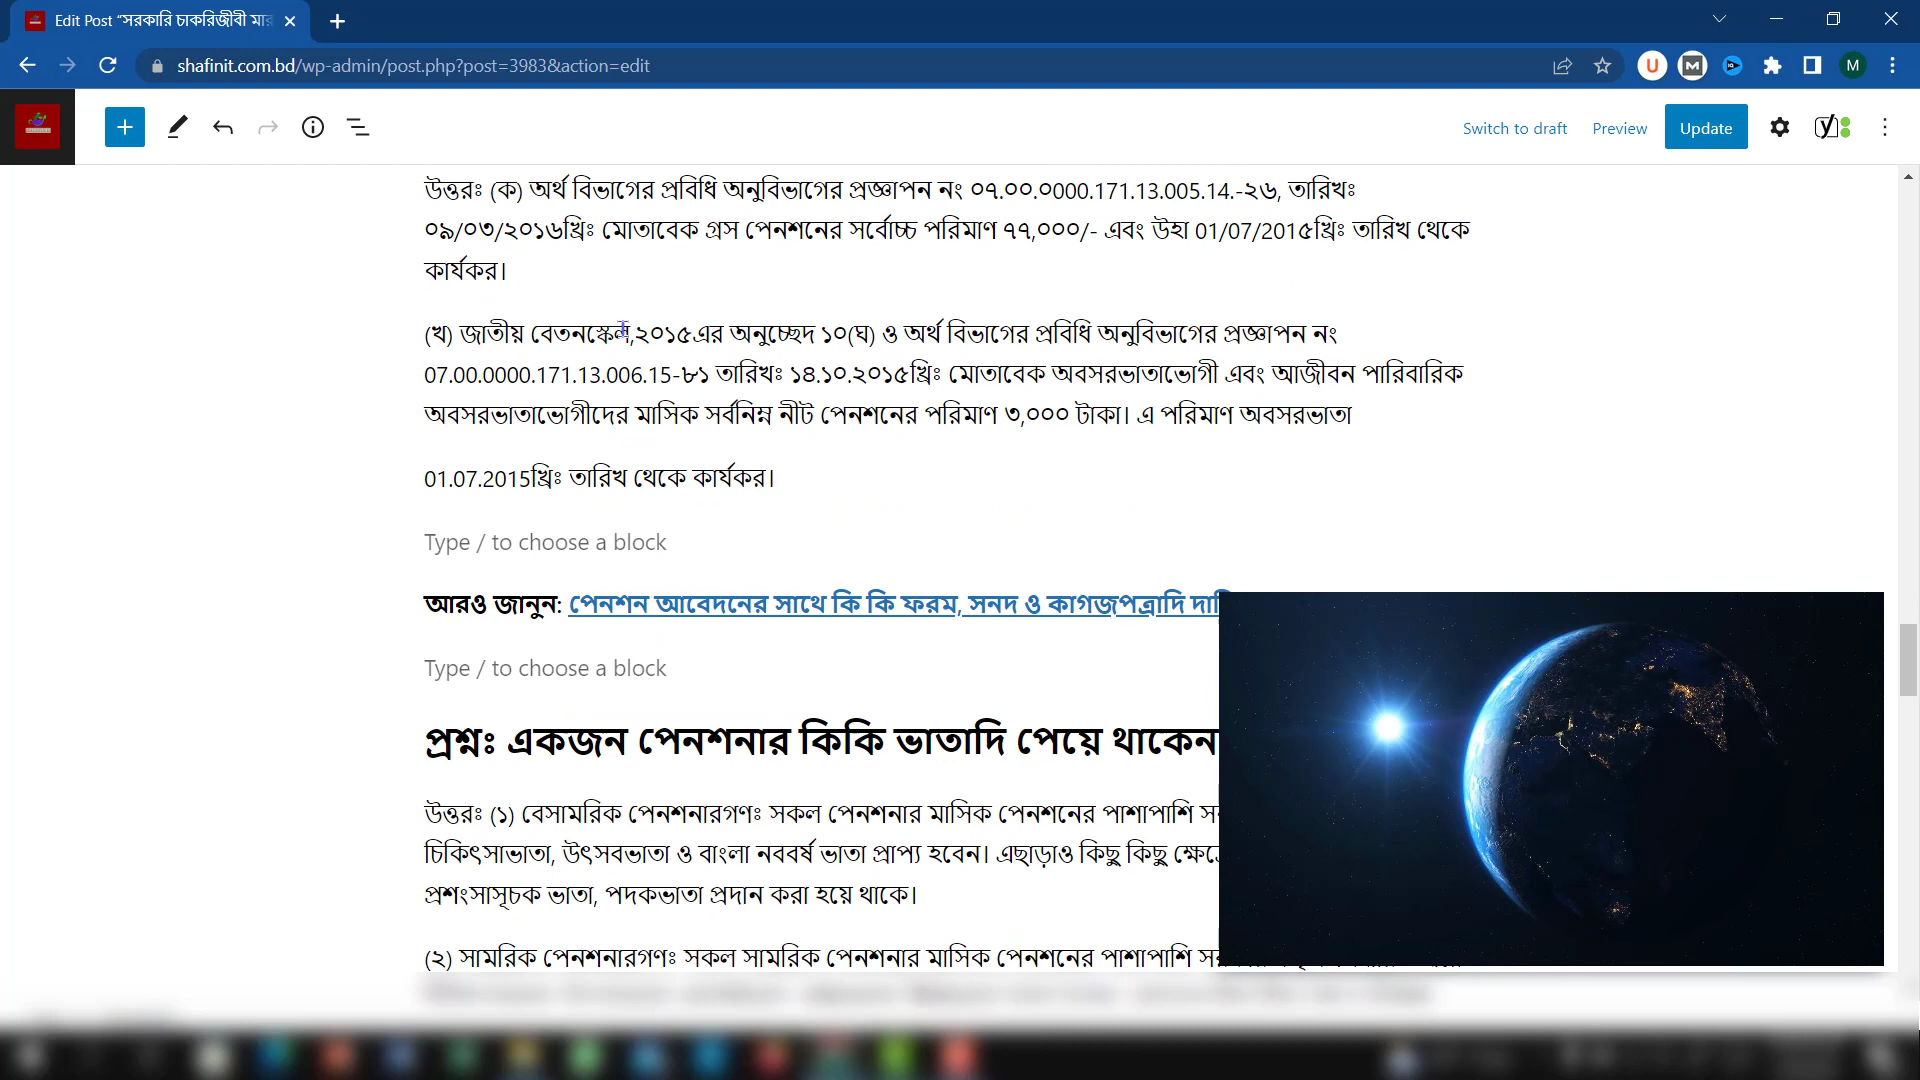 Edit Post “সরকারি চাকরিজীবী মার
shafinit.com.bd/wp-admin/post.php?post=3983&action=edit
U
M
M
Switch to draft
Preview
Update
উত্তরঃ (ক) অর্থ বিভাগের প্রবিধি অনুবিভাগের প্রজ্ঞাপন নং ০৭.০০.০000.171.13.005.14.-২৬, তারিখঃ
০৯/০৩/২০১৬খ্রিঃ মোতাবেক গ্রস পেনশনের সর্বোচ্চ পরিমাণ ৭৭,০০০/- এবং উহা 01/07/201৫খ্রিঃ তারিখ থেকে
কার্যকর।
(খ) জাতীয় বেতনস্কেল,২০১৫এর অনুচ্ছেদ ১০(ঘ) ও অর্থ বিভাগের প্রবিধি অনুবিভাগের প্রজ্ঞাপন নং
07.00.0000.171.13.006.15-৮১ তারিখঃ ১৪.১০.২০১৫খ্রিঃ মোতাবেক অবসরভাতাভোগী এবং আজীবন পারিবারিক
অবসরভাতাভোগীদের মাসিক সর্বনিম্ন নীট পেনশনের পরিমাণ ৩,০০০ টাকা। এ পরিমাণ অবসরভাতা
01.07.2015খ্রিঃ তারিখ থেকে কার্যকর।
Type / to choose a block
আরও জানুন: পেনশন আবেদনের সাথে কি কি ফরম, সনদ ও কাগজপত্রাদি
Type / to choose a block
প্রশ্নঃ একজন পেনশনার কিকি ভাতাদি পেয়ে থাকেন
উত্তরঃ (১) বেসামরিক পেনশনারগণঃ সকল পেনশনার মাসিক পেনশনের পাশাপাশি
চিকিৎসাভাতা, উৎসবভাতা ও বাংলা নববর্ষ ভাতা প্রাপ্য হবেন। এছাড়াও কিছু কিছু ক্ষেত্রে
প্রশংসাসূচক ভাতা, পদকভাতা প্রদান করা হয়ে থাকে।
(২) সামরিক পেনশনারগণঃ সকল সামরিক পেনশনার মাসিক পেনশনের পাশাপাশি